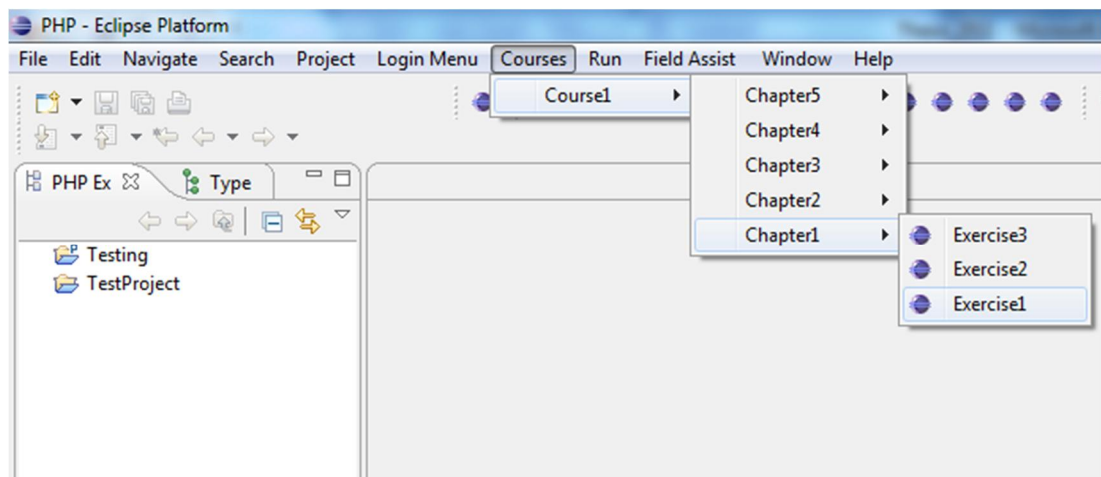 PHP - Eclipse Platform
File Edit Navigate Search Project Login Menu Courses Run Field Assist Window Help
Course1
Chapter5
Chapter4
Chapter3
Chapter2
Chapter1
Exercise3
Exercise2
Exercise1
PHP Ex Type
Testing
TestProject